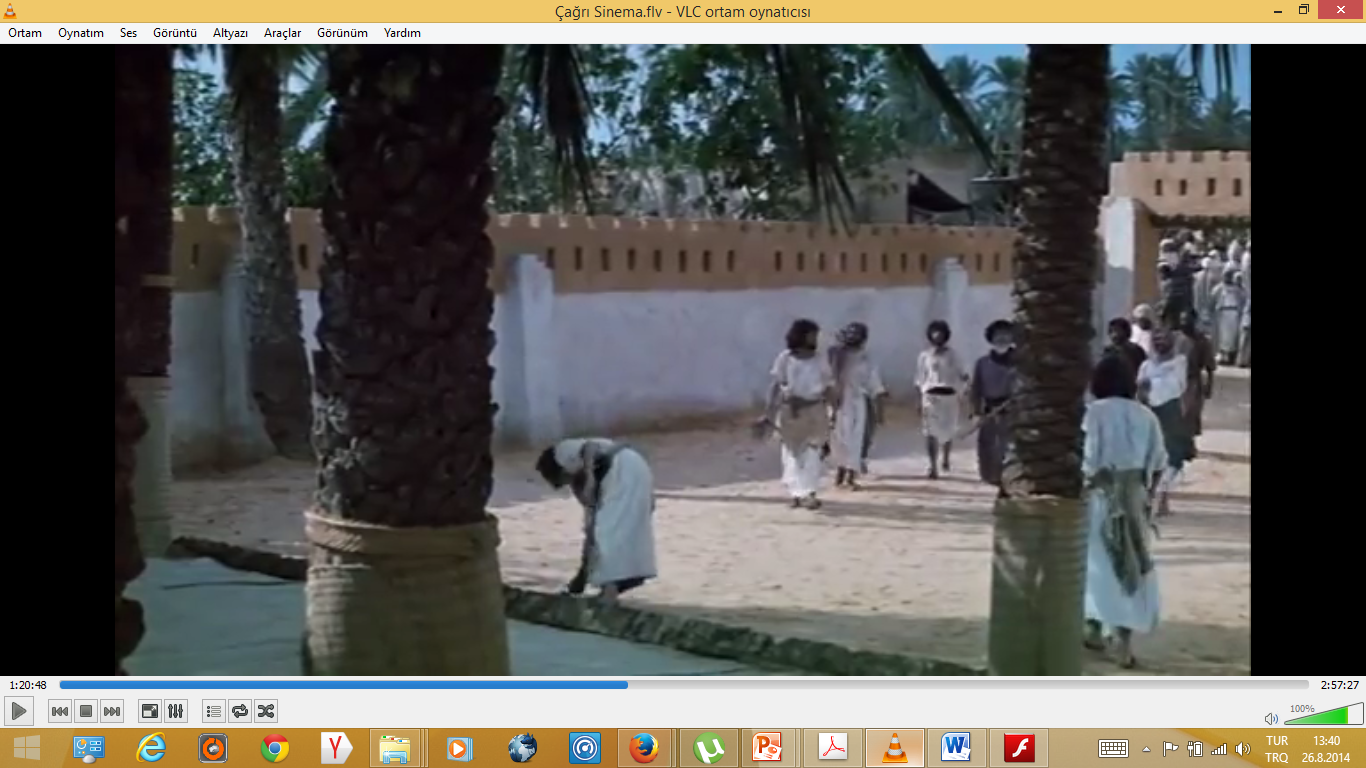 Çağrı Sinema.flv - VLC ortam oynatıcısı
Ortam Oynatım Ses Görüntü Altyazı Araçlar Görünüm Yardım
1:20:48 2:57:27
100%
TUR 13:40
TRQ 26.8.2014